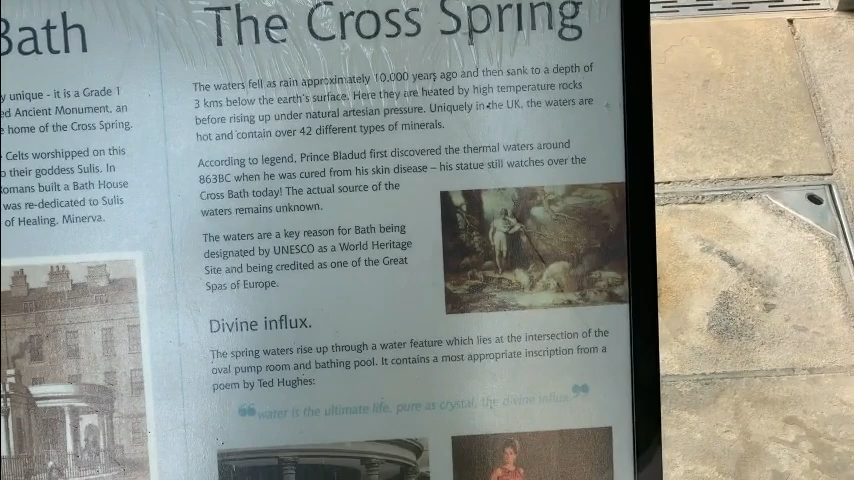 Bath
y unique - it is a Grade 1
ed Ancient Monument, an
e home of the Cross Spring.
Celts worshipped on this
o their goddess Sulis. In
omans built a Bath House
was re-dedicated to Sulis
of Healing, Minerva.
The Cross Spring
The waters fell as rain approximately 10,000 years ago and then sank to a depth of
3 kms below the earth's surface. Here they are heated by high temperature rocks
before rising up under natural artesian pressure. Uniquely in the UK, the waters are
hot and contain over 42 different types of minerals.
According to legend, Prince Bladud first discovered the thermal waters around
863BC when he was cured from his skin disease – his statue still watches over the
Cross Bath today! The actual source of the
waters remains unknown.
The waters are a key reason for Bath being
designated by UNESCO as a World Heritage
Site and being credited as one of the Great
Spas of Europe.
Divine influx.
The spring waters rise up through a water feature which lies at the intersection of the
oval pump room and bathing pool. It contains a most appropriate inscription from a
poem by Ted Hughes:
“water is the ultimate life, pure as crystal, the divine influx”